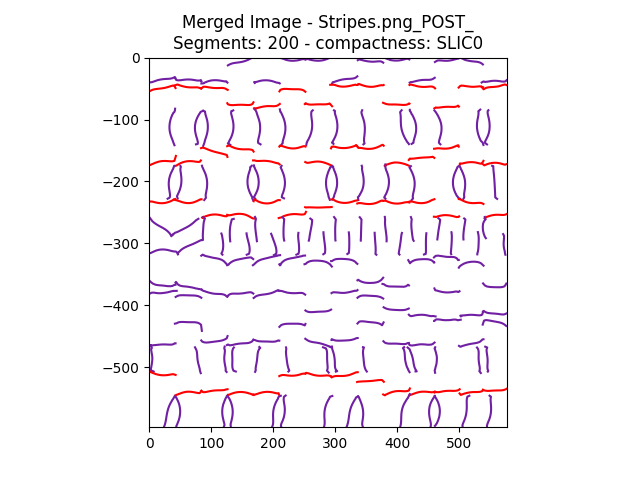 Merged Image - Stripes.png_POST_
Segments: 200 - compactness: SLIC0
0
−100
−200
−300
−400
−500
0 100 200 300 400 500